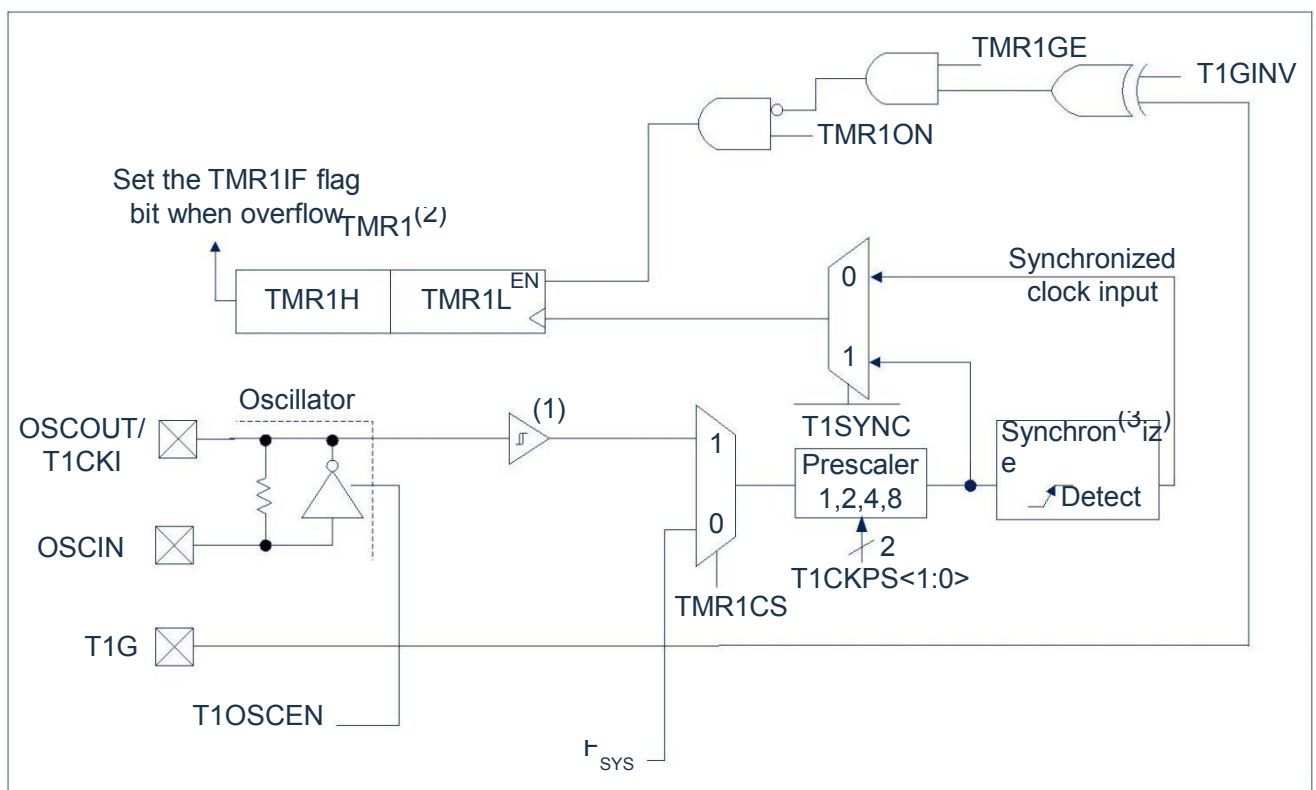 TMR1GE
T1GINV
TMR1ON
Set the TMR1IF flag
bit when overflow
TMR1(2)
EN
TMR1H
TMR1L
0
Synchronized
clock input
1
Oscillator
(1)
OSCOUT/
T1CKI
1
T1SYNC
Synchroniz
e
(3)
Prescaler
1,2,4,8
Detect
0
OSCIN
2
T1CKPS<1:0>
TMR1CS
T1G
T1OSCEN
FSYS